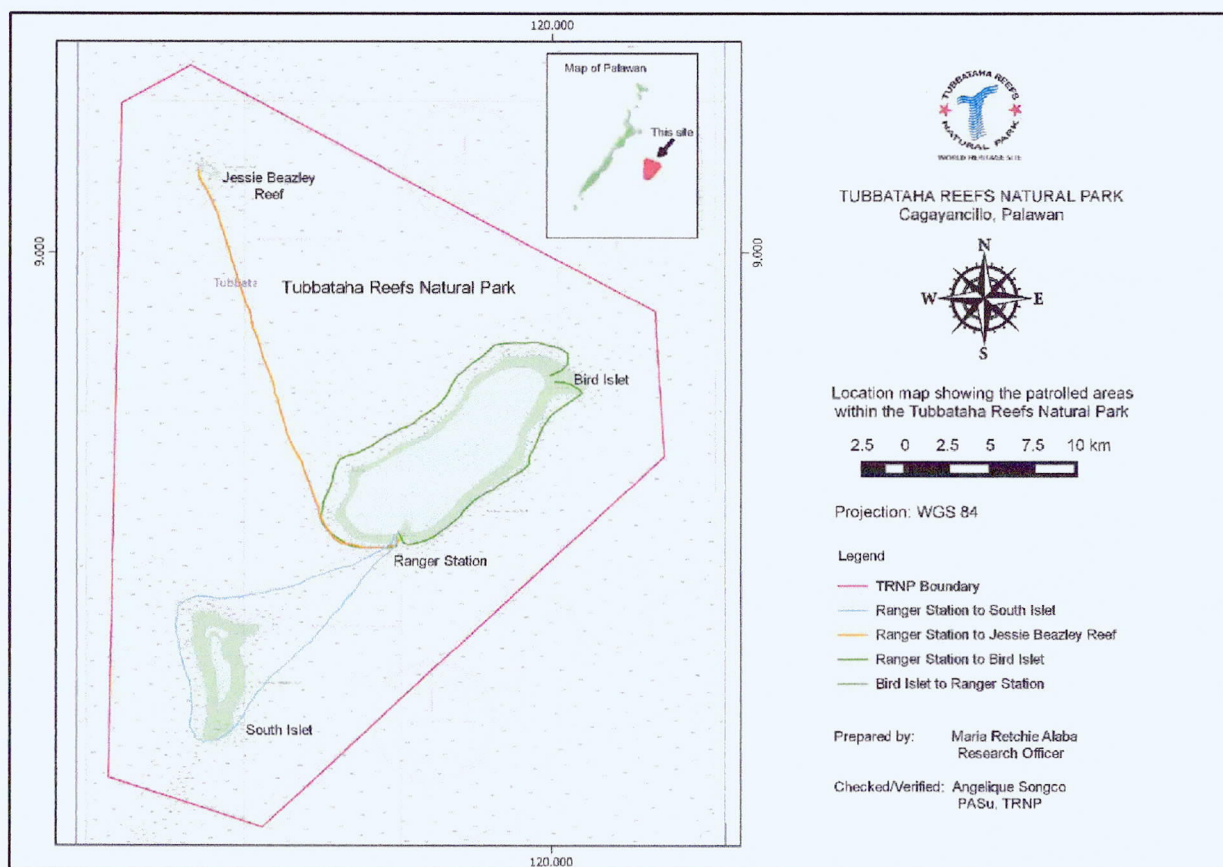 120.000
Map of Palawan
This site
Jessie Beazley
Reef
9.000
9.000
Tubbata
Tubbataha Reefs Natural Park
Bird Islet
Ranger Station
South Islet
120.000
TUBBATAHA REEFS
NATURAL PARK
WORLD HERITAGE SITE
TUBBATAHA REEFS NATURAL PARK
Cagayancillo, Palawan
N
W E
S
Location map showing the patrolled areas
within the Tubbataha Reefs Natural Park
2.5 0 2.5 5 7.5 10 km
Projection: WGS 84
Legend
TRNP Boundary
Ranger Station to South Islet
Ranger Station to Jessie Beazley Reef
Ranger Station to Bird Islet
Bird Islet to Ranger Station
Prepared by: Maria Retchie Alaba
Research Officer
Checked/Verified: Angelique Songco
PASu, TRNP